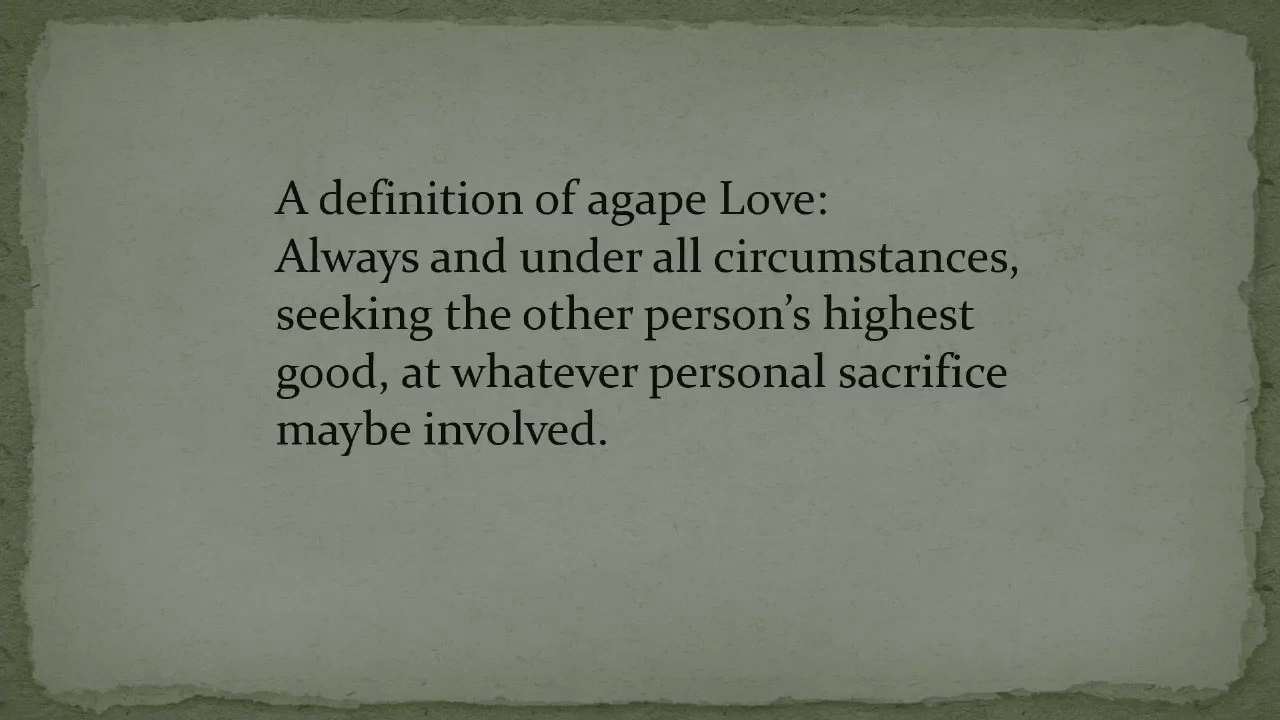 A definition of agape Love:
Always and under all circumstances,
seeking the other person’s highest
good, at whatever personal sacrifice
maybe involved.